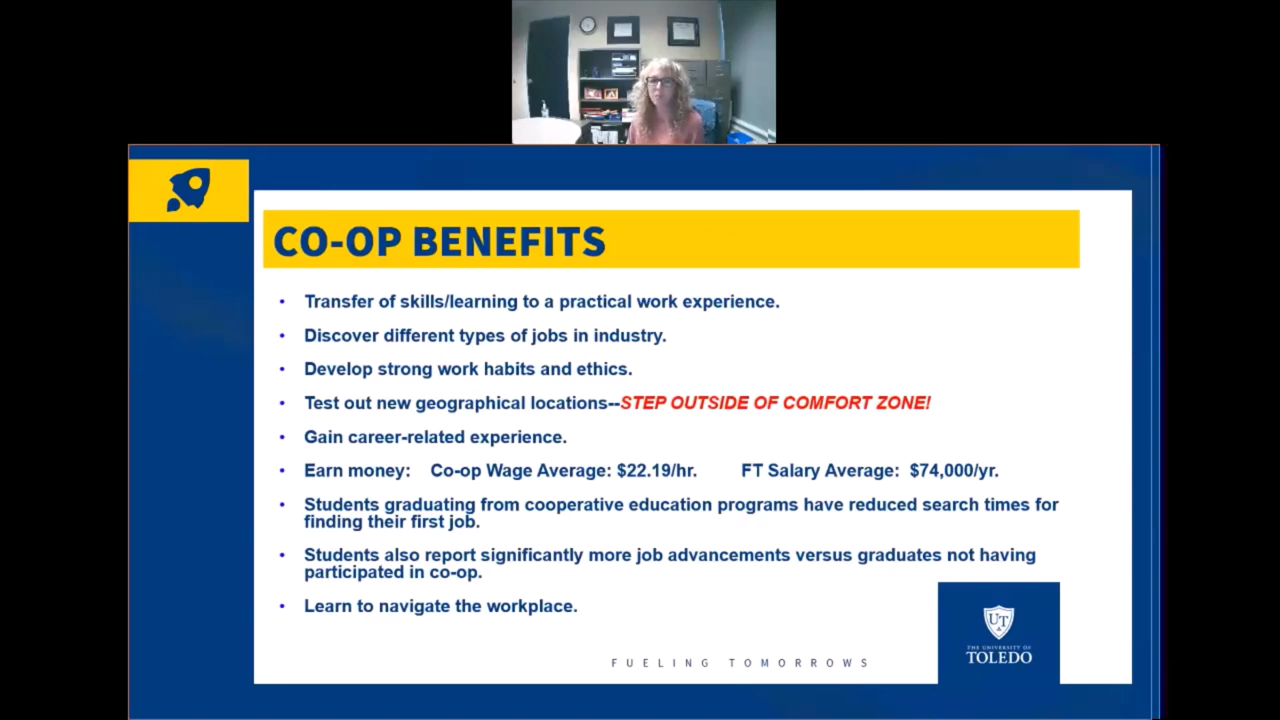 CO-OP BENEFITS
• Transfer of skills/learning to a practical work experience.
• Discover different types of jobs in industry.
• Develop strong work habits and ethics.
• Test out new geographical locations--STEP OUTSIDE OF COMFORT ZONE!
• Gain career-related experience.
• Earn money: Co-op Wage Average: $22.19/hr. FT Salary Average: $74,000/yr.
• Students graduating from cooperative education programs have reduced search times for
finding their first job.
• Students also report significantly more job advancements versus graduates not having
participated in co-op.
• Learn to navigate the workplace.
FUELING TOMORROWS
UT
THE UNIVERSITY OF
TOLEDO